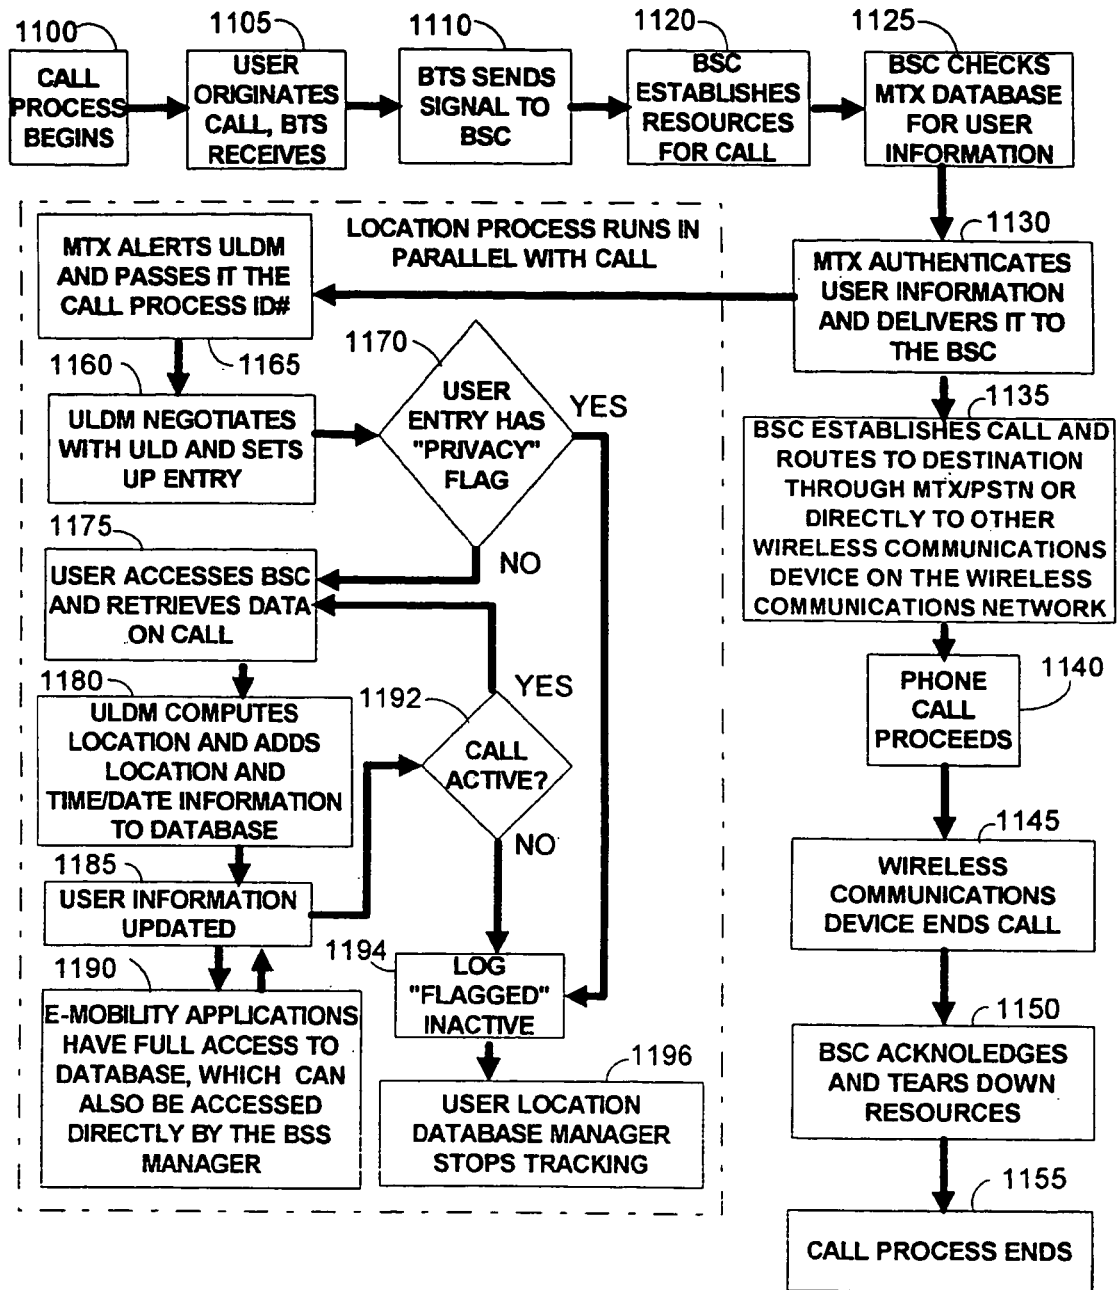 1100
CALL
PROCESS
BEGINS
1105
USER
ORIGINATES
CALL, BTS
RECEIVES
1110
BTS SENDS
SIGNAL TO
BSC
1120
BSC
ESTABLISHES
RESOURCES
FOR CALL
1125
BSC CHECKS
MTX DATABASE
FOR USER
INFORMATION
LOCATION PROCESS RUNS IN
PARALLEL WITH CALL
1130
MTX AUTHENTICATES
USER INFORMATION
AND DELIVERS IT TO
THE BSC
MTX ALERTS ULDM
AND PASSES IT THE
CALL PROCESS ID#
1165
1160
ULDM NEGOTIATES
WITH ULD AND SETS
UP ENTRY
1170
USER
ENTRY HAS
"PRIVACY"
FLAG
YES
NO
1175
USER ACCESSES BSC
AND RETRIEVES DATA
ON CALL
1180
ULDM COMPUTES
LOCATION AND ADDS
LOCATION AND
TIME/DATE INFORMATION
TO DATABASE
1185
USER INFORMATION
UPDATED
1190
E-MOBILITY APPLICATIONS
HAVE FULL ACCESS TO
DATABASE, WHICH CAN
ALSO BE ACCESSED
DIRECTLY BY THE BSS
MANAGER
1192
YES
CALL
ACTIVE?
NO
1194
LOG
"FLAGGED"
INACTIVE
1196
USER LOCATION
DATABASE MANAGER
STOPS TRACKING
1135
BSC ESTABLISHES CALL AND
ROUTES TO DESTINATION
THROUGH MTX/PSTN OR
DIRECTLY TO OTHER
WIRELESS COMMUNICATIONS
DEVICE ON THE WIRELESS
COMMUNICATIONS NETWORK
1140
PHONE
CALL
PROCEEDS
1145
WIRELESS
COMMUNICATIONS
DEVICE ENDS CALL
1150
BSC ACKNOLEDGES
AND TEARS DOWN
RESOURCES
1155
CALL PROCESS ENDS